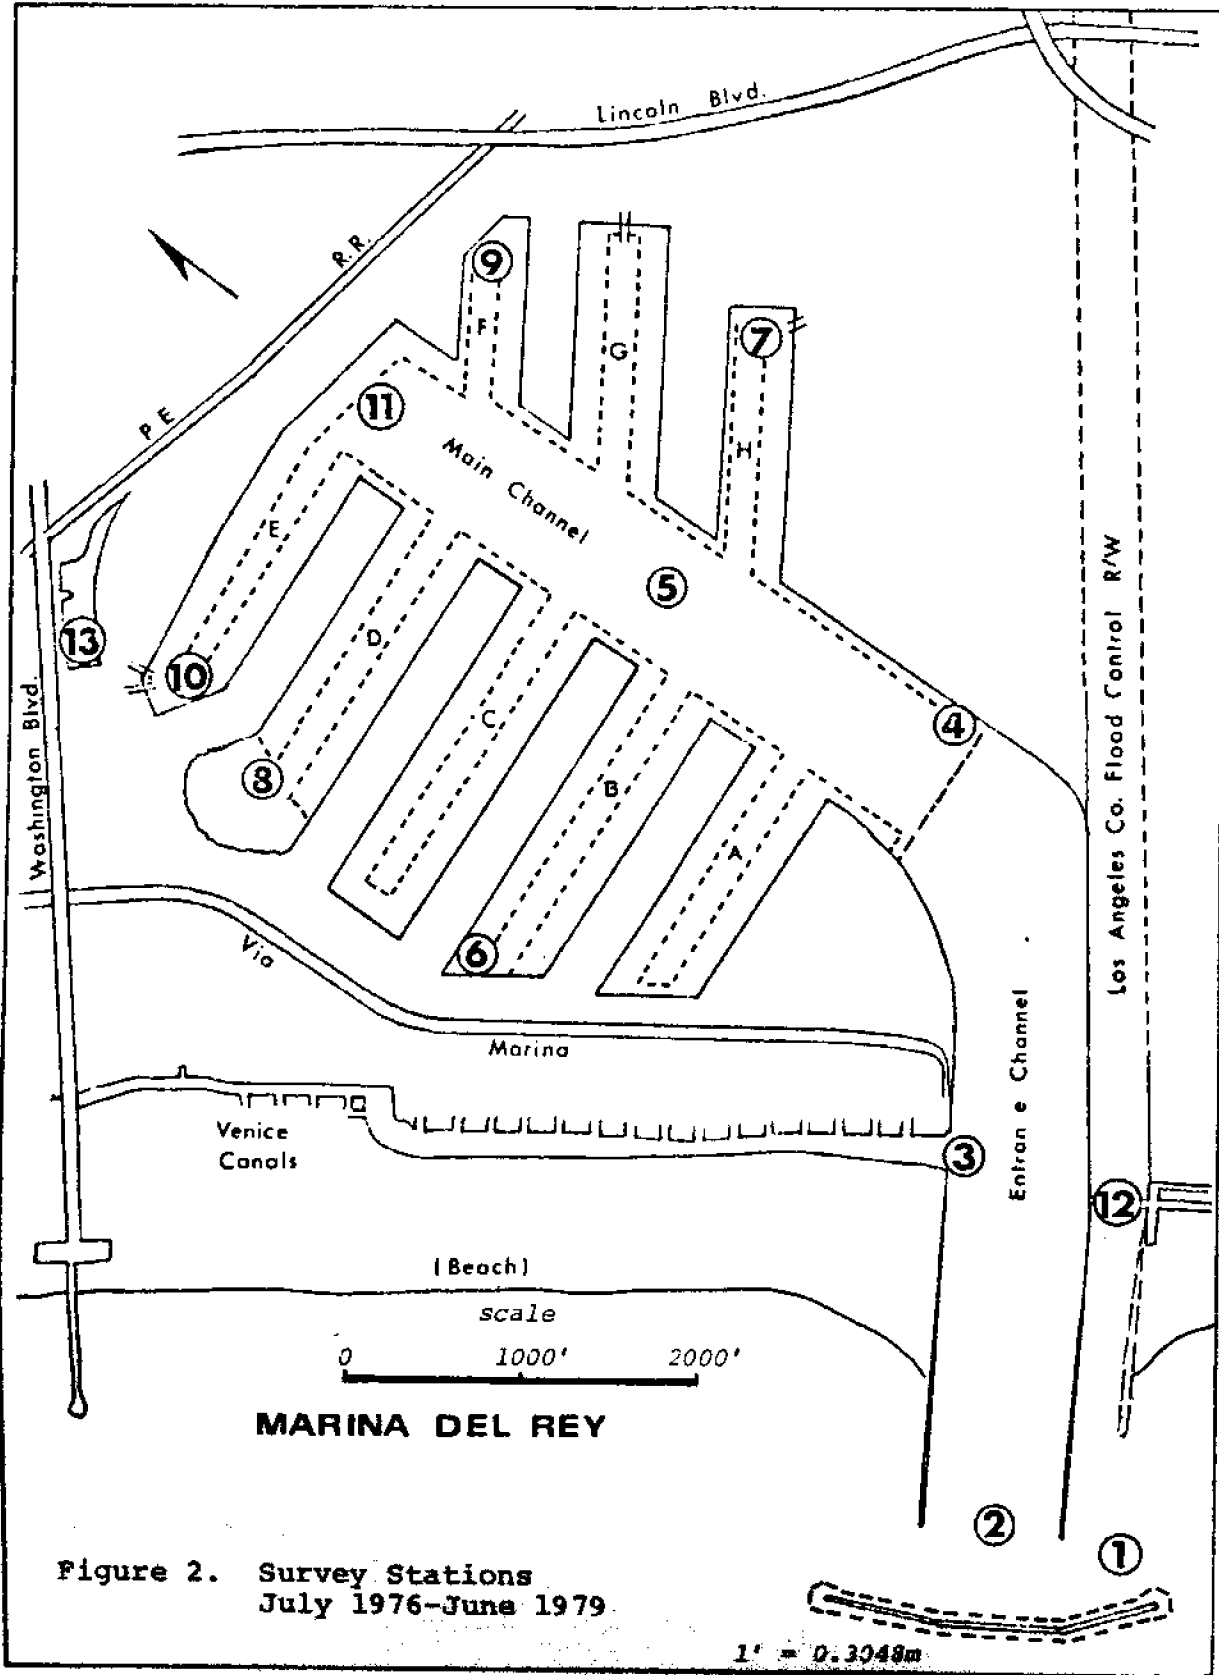 Lincoln Blvd.
R.R.
P E
9
F
G
7
H
11
Main Channel
E
5
D
13
10
C
4
8
B
A
6
Washington Blvd.
Via
Marina
Los Angeles Co. Flood Control R/W
Entran e Channel
Venice
Canals
3
12
(Beach)
scale
0 1000' 2000'
MARINA DEL REY
2
1
Figure 2. Survey Stations
July 1976-June 1979
1' = 0.3048m